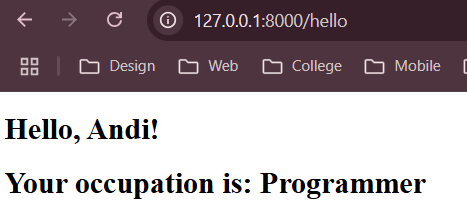 127.0.0.1:8000/hello
Design Web College Mobile
Hello, Andi!
Your occupation is: Programmer